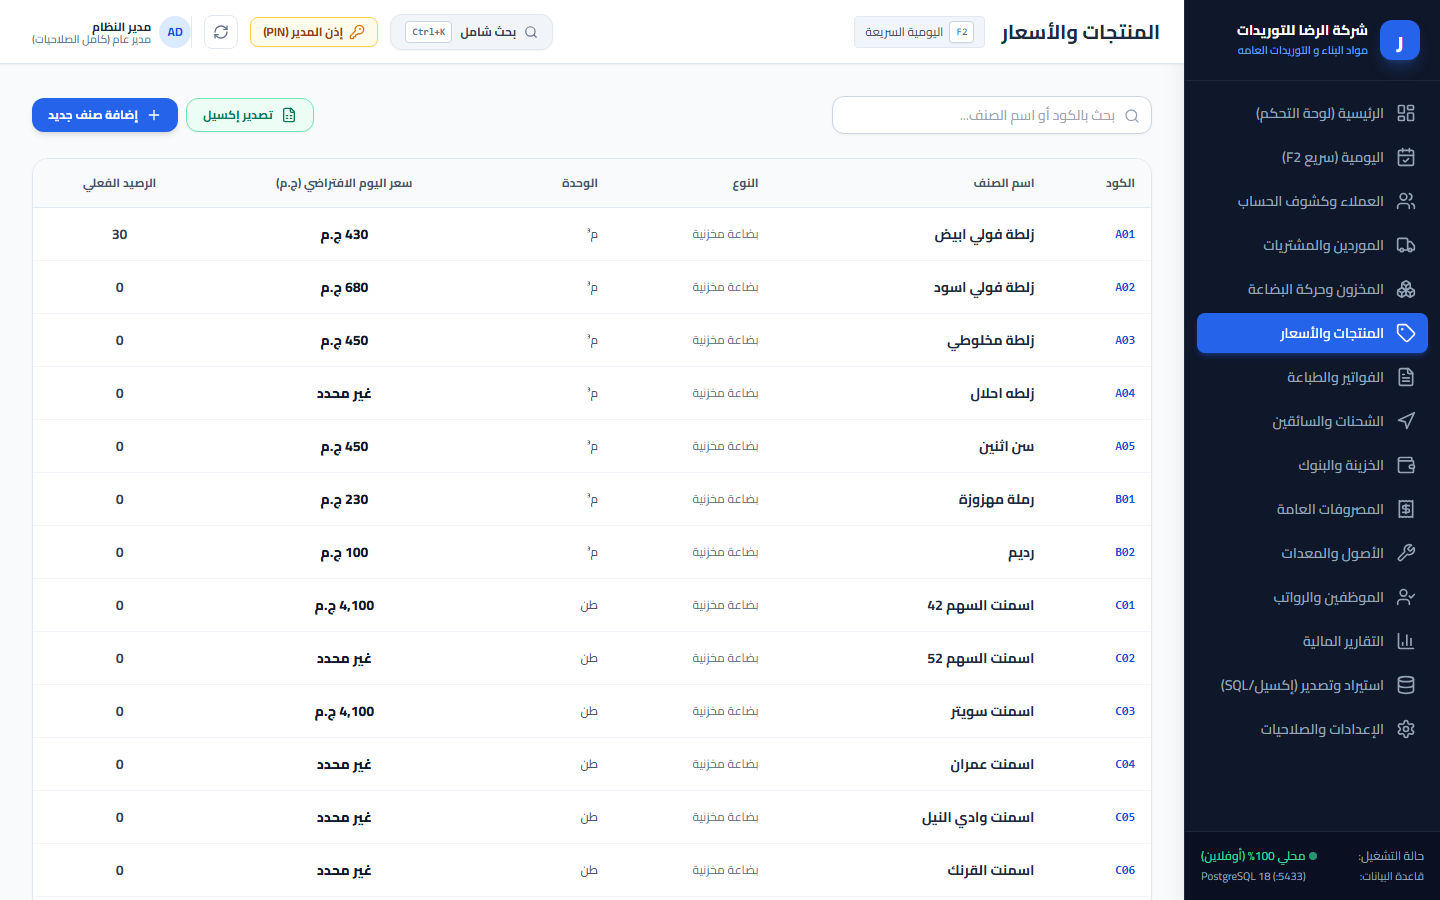 ر
شركة الرضا للتوريدات
مواد البناء و التوريدات العامه
الرئيسية (لوحة التحكم)
اليومية (سريع F2)
العملاء وكشوف الحساب
الموردين والمشتريات
المخزون وحركة البضاعة
المنتجات والأسعار
الفواتير والطباعة
الشحنات والسائقين
الخزينة والبنوك
المصروفات العامة
الأصول والمعدات
الموظفين والرواتب
التقارير المالية
استيراد وتصدير (إكسيل/SQL)
الإعدادات والصلاحيات
حالة التشغيل: محلي 100% (أوفلاين)
قاعدة البيانات: PostgreSQL 18 (:5433)
المنتجات والأسعار
F2 اليومية السريعة
بحث شامل Ctrl+K
إذن المدير (PIN)
AD
مدير النظام
مدير عام (كامل الصلاحيات)
بحث بالكود أو اسم الصنف...
تصدير إكسيل
إضافة صنف جديد
الكود اسم الصنف النوع الوحدة سعر اليوم الافتراضي (ج.م) الرصيد الفعلي
A01 زلطة فولي ابيض بضاعة مخزنية م³ 430 ج.م 30
A02 زلطة فولي اسود بضاعة مخزنية م³ 680 ج.م 0
A03 زلطة مخلوطي بضاعة مخزنية م³ 450 ج.م 0
A04 زلطه احلال بضاعة مخزنية م³ غير محدد 0
A05 سن اثنين بضاعة مخزنية م³ 450 ج.م 0
B01 رملة مهزوزة بضاعة مخزنية م³ 230 ج.م 0
B02 رديم بضاعة مخزنية م³ 100 ج.م 0
C01 اسمنت السهم 42 بضاعة مخزنية طن 4,100 ج.م 0
C02 اسمنت السهم 52 بضاعة مخزنية طن غير محدد 0
C03 اسمنت سويتر بضاعة مخزنية طن 4,100 ج.م 0
C04 اسمنت عمران بضاعة مخزنية طن غير محدد 0
C05 اسمنت وادي النيل بضاعة مخزنية طن غير محدد 0
C06 اسمنت القرنك بضاعة مخزنية طن غير محدد 0